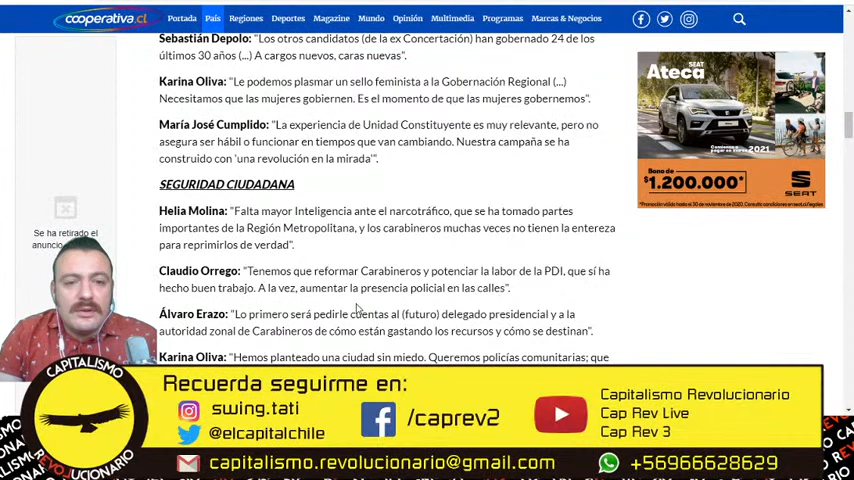 cooperativa.cl
Portada País Regiones Deportes Magazine Mundo Opinión Multimedia Programas Marcas & Negocios
Sebastián Depolo: "Los otros candidatos (de la ex Concertación) han gobernado 24 de los
últimos 30 años (...) A cargos nuevos, caras nuevas".
Karina Oliva: "Le podemos plasmar un sello feminista a la Gobernación Regional (...)
Necesitamos que las mujeres gobiernen. Es el momento de que las mujeres gobernemos".
María José Cumplido: "La experiencia de Unidad Constituyente es muy relevante, pero no
asegura ser hábil o funcionar en tiempos que van cambiando. Nuestra campaña se ha
construido con 'una revolución en la mirada'".
SEGURIDAD CIUDADANA
Helia Molina: "Falta mayor Inteligencia ante el narcotráfico, que se ha tomado partes
importantes de la Región Metropolitana, y los carabineros muchas veces no tienen la entereza
para reprimirlos de verdad".
Claudio Orrego: "Tenemos que reformar Carabineros y potenciar la labor de la PDI, que sí ha
hecho buen trabajo. A la vez, aumentar la presencia policial en las calles".
Álvaro Erazo: "Lo primero será pedirle cuentas al (futuro) delegado presidencial y a la
autoridad zonal de Carabineros de cómo están gastando los recursos y cómo se destinan".
Karina Oliva: "Hemos planteado una ciudad sin miedo. Queremos policías comunitarias; que
Se ha retirado el
SEAT
Ateca
2021
Bono de
$1.200.000*
SEAT
CAPITALISMO
REVOLUCIONARIO
Recuerda seguirme en:
swing.tati
@elcapitalchile
/caprev2
Capitalismo Revolucionario
Cap Rev Live
Cap Rev 3
capitalismo.revolucionario@gmail.com
+56966628629